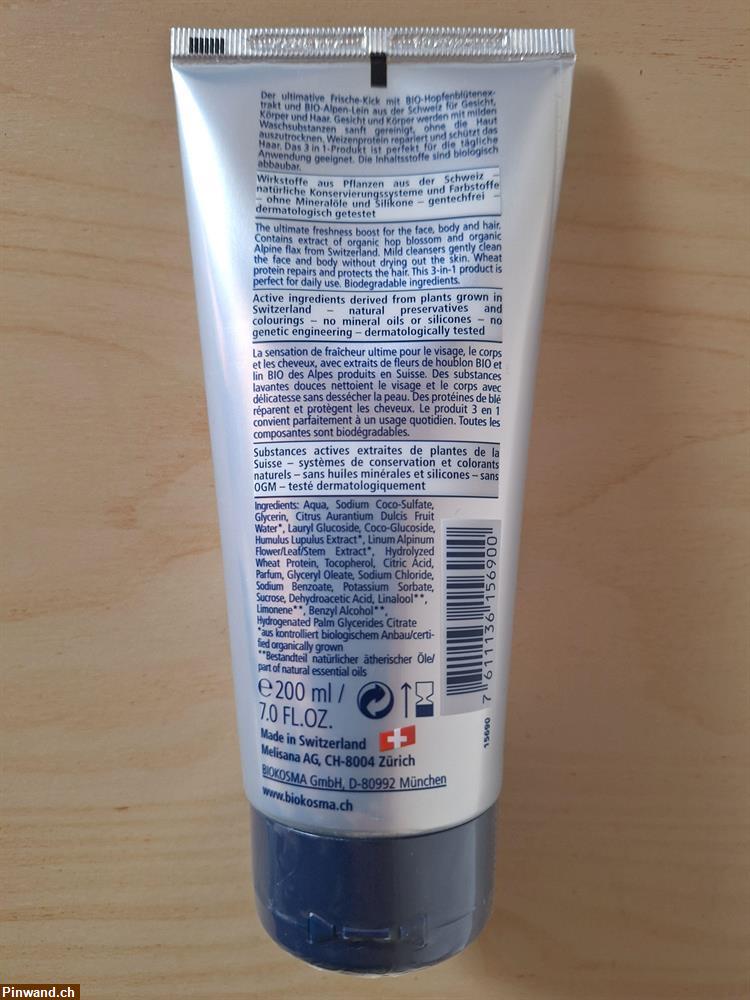 Der ultimative Frische-Kick mit BIO-Hopfenblütenex-
trakt und BIO-Alpen-Lein aus der Schweiz für Gesicht,
Körper und Haar. Gesicht und Körper werden mit milden
Waschsubstanzen sanft gereinigt, ohne die Haut
auszutrocknen. Weizenprotein repariert und schützt das
Haar. Das 3 in 1-Produkt ist perfekt für die tägliche
Anwendung geeignet. Die Inhaltsstoffe sind biologisch
abbaubar.
Wirkstoffe aus Pflanzen aus der Schweiz –
natürliche Konservierungssysteme und Farbstoffe
– ohne Mineralöle und Silikone – gentechfrei –
dermatologisch getestet
The ultimate freshness boost for the face, body and hair.
Contains extract of organic hop blossom and organic
Alpine flax from Switzerland. Mild cleansers gently clean
the face and body without drying out the skin. Wheat
protein repairs and protects the hair. This 3-in-1 product is
perfect for daily use. Biodegradable ingredients.
Active ingredients derived from plants grown in
Switzerland – natural preservatives and
colourings – no mineral oils or silicones – no
genetic engineering – dermatologically tested
La sensation de fraîcheur ultime pour le visage, le corps
et les cheveux, avec extraits de fleurs de houblon BIO et
lin BIO des Alpes produits en Suisse. Des substances
lavantes douces nettoient le visage et le corps avec
délicatesse sans dessécher la peau. Des protéines de blé
réparent et protègent les cheveux. Le produit 3 en 1
convient parfaitement à un usage quotidien. Toutes les
composantes sont biodégradables.
Substances actives extraites de plantes de la
Suisse – systèmes de conservation et colorants
naturels – sans huiles minérales et silicones – sans
OGM – testé dermatologiquement
Ingredients: Aqua, Sodium Coco-Sulfate,
Glycerin, Citrus Aurantium Dulcis Fruit
Water*, Lauryl Glucoside, Coco-Glucoside,
Humulus Lupulus Extract*, Linum Alpinum
Flower/Leaf/Stem Extract*, Hydrolyzed
Wheat Protein, Tocopherol, Citric Acid,
Parfum, Glyceryl Oleate, Sodium Chloride,
Sodium Benzoate, Potassium Sorbate,
Sucrose, Dehydroacetic Acid, Linalool**,
Limonene**, Benzyl Alcohol**,
Hydrogenated Palm Glycerides Citrate
*aus kontrolliert biologischem Anbau/certi-
fied organically grown
**Bestandteil natürlicher ätherischer Öle/
part of natural essential oils
℮200 ml /
7.0 FL.OZ.
Made in Switzerland
Melisana AG, CH-8004 Zürich
BIOKOSMA GmbH, D-80992 München
www.biokosma.ch
7 611136 156900
15690
Pinwand.ch